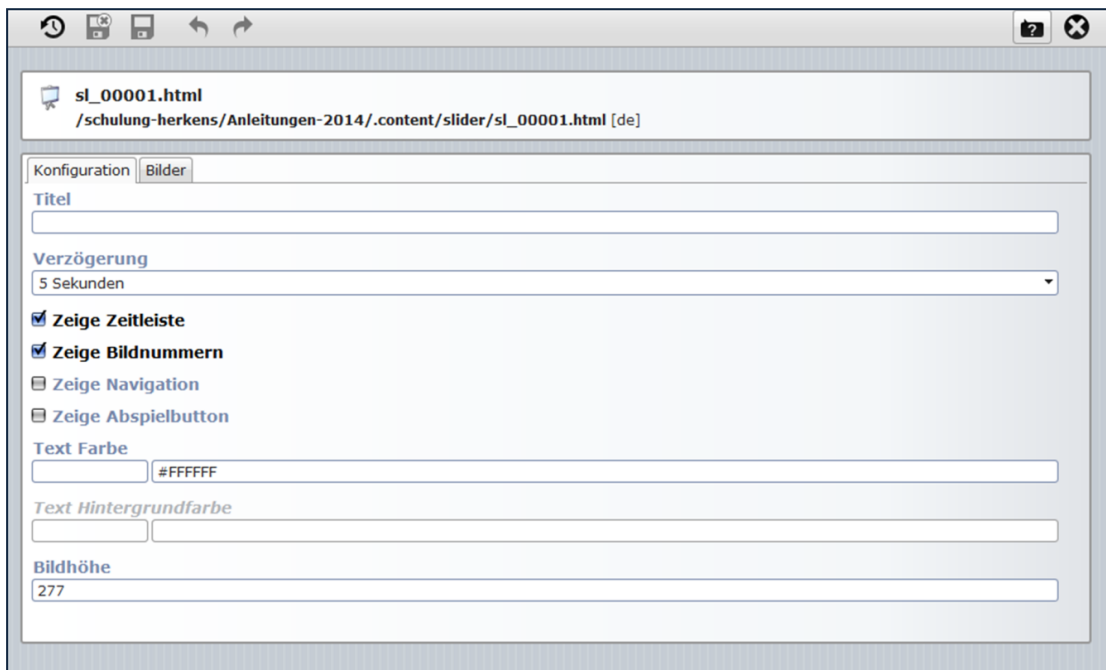 sl_00001.html
/schulung-herkens/Anleitungen-2014/.content/slider/sl_00001.html [de]
Konfiguration Bilder
Titel
Verzögerung
5 Sekunden
Zeige Zeitleiste
Zeige Bildnummern
Zeige Navigation
Zeige Abspielbutton
Text Farbe
#FFFFFF
Text Hintergrundfarbe
Bildhöhe
277